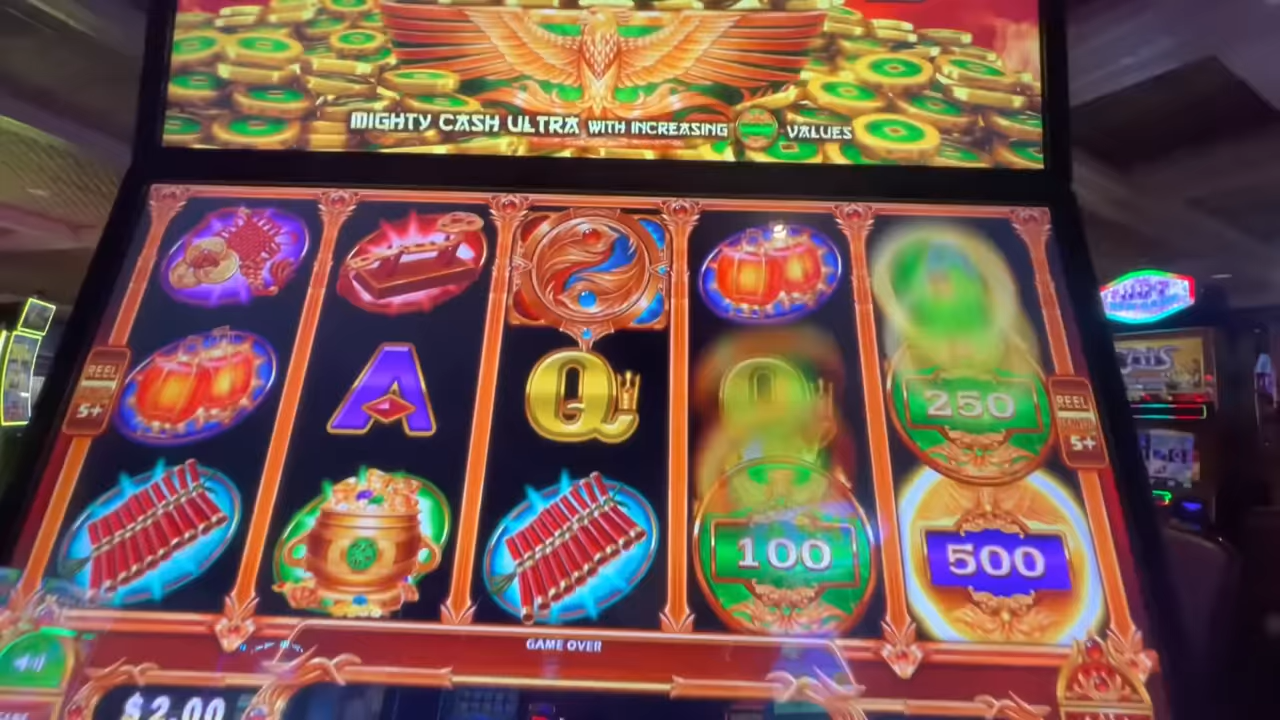 MIGHTY CASH ULTRA WITH INCREASING VALUES
REEL
5+
A
Q
Q
250
REEL
5+
100
500
GAME OVER
$2.00